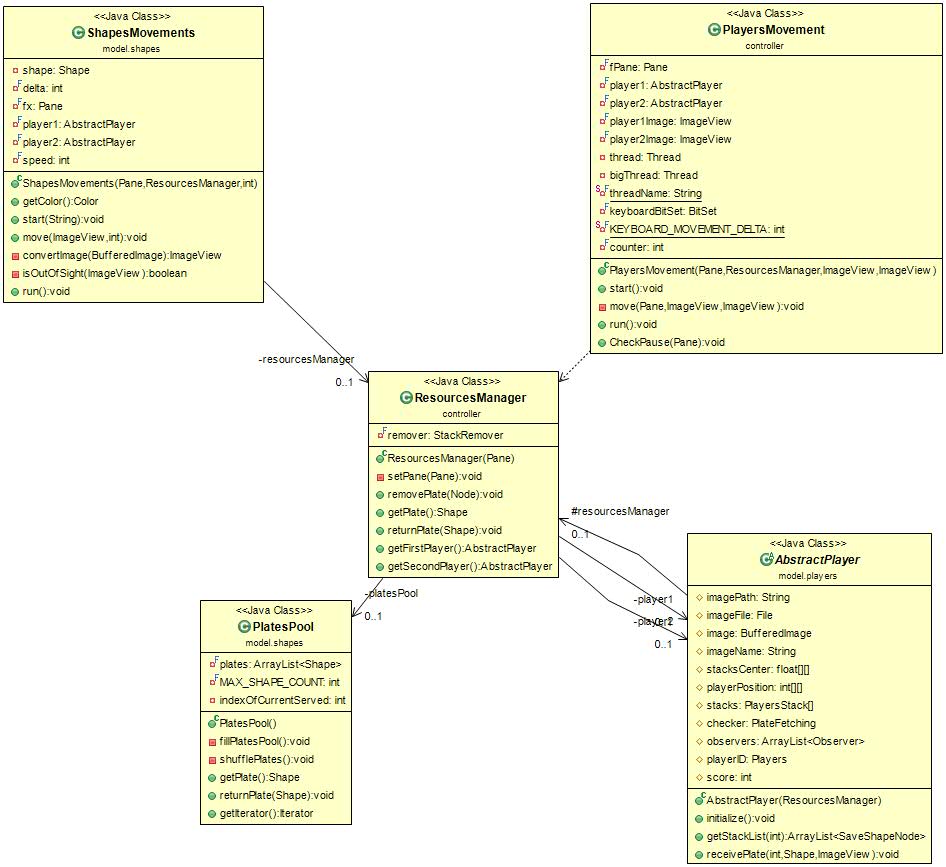 <<Java Class>>
ShapesMovements
model.shapes
shape: Shape
delta: int
fx: Pane
player1: AbstractPlayer
player2: AbstractPlayer
speed: int
ShapesMovements(Pane,ResourcesManager,int)
getColor():Color
start(String):void
move(ImageView,int):void
convertImage(BufferedImage):ImageView
isOutOfSight(ImageView):boolean
run():void
<<Java Class>>
PlayersMovement
controller
fPane: Pane
player1: AbstractPlayer
player2: AbstractPlayer
player1Image: ImageView
player2Image: ImageView
thread: Thread
bigThread: Thread
threadName: String
keyboardBitSet: BitSet
KEYBOARD_MOVEMENT_DELTA: int
counter: int
PlayersMovement(Pane,ResourcesManager,ImageView,ImageView)
start():void
move(Pane,ImageView,ImageView):void
run():void
CheckPause(Pane):void
-resourcesManager
0..1
<<Java Class>>
ResourcesManager
controller
remover: StackRemover
ResourcesManager(Pane)
setPane(Pane):void
removePlate(Node):void
getPlate():Shape
returnPlate(Shape):void
getFirstPlayer():AbstractPlayer
getSecondPlayer():AbstractPlayer
#resourcesManager
0..1
-player1
0..1
-player2
0..1
-platesPool
0..1
<<Java Class>>
PlatesPool
model.shapes
plates: ArrayList<Shape>
MAX_SHAPE_COUNT: int
indexOfCurrentServed: int
PlatesPool()
fillPlatesPool():void
shufflePlates():void
getPlate():Shape
returnPlate(Shape):void
getIterator():Iterator
<<Java Class>>
AbstractPlayer
model.players
imagePath: String
imageFile: File
image: BufferedImage
imageName: String
stacksCenter: float[][]
playerPosition: int[][]
stacks: PlayersStack[]
checker: PlateFetching
observers: ArrayList<Observer>
playerID: Players
score: int
AbstractPlayer(ResourcesManager)
initialize():void
getStackList(int):ArrayList<SaveShapeNode>
receivePlate(int,Shape,ImageView):void